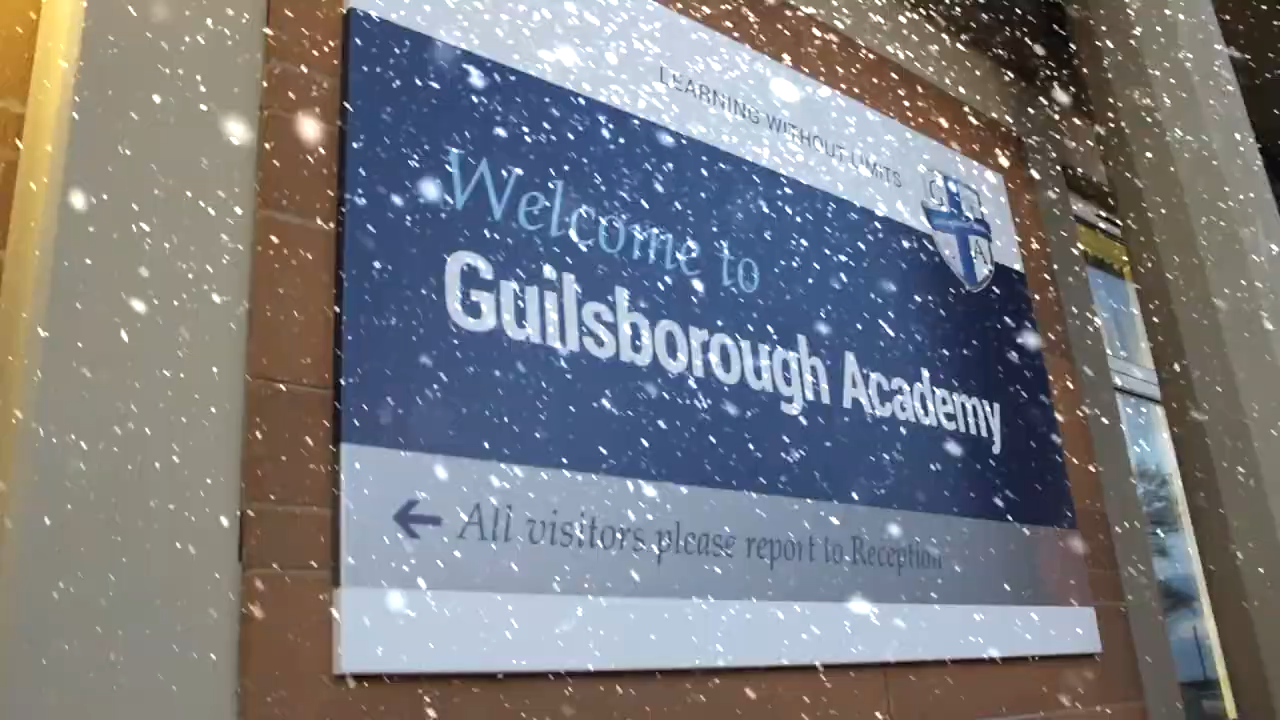 LEARNING WITHOUT LIMITS
Welcome to
Guilsborough Academy
All visitors please report to Reception